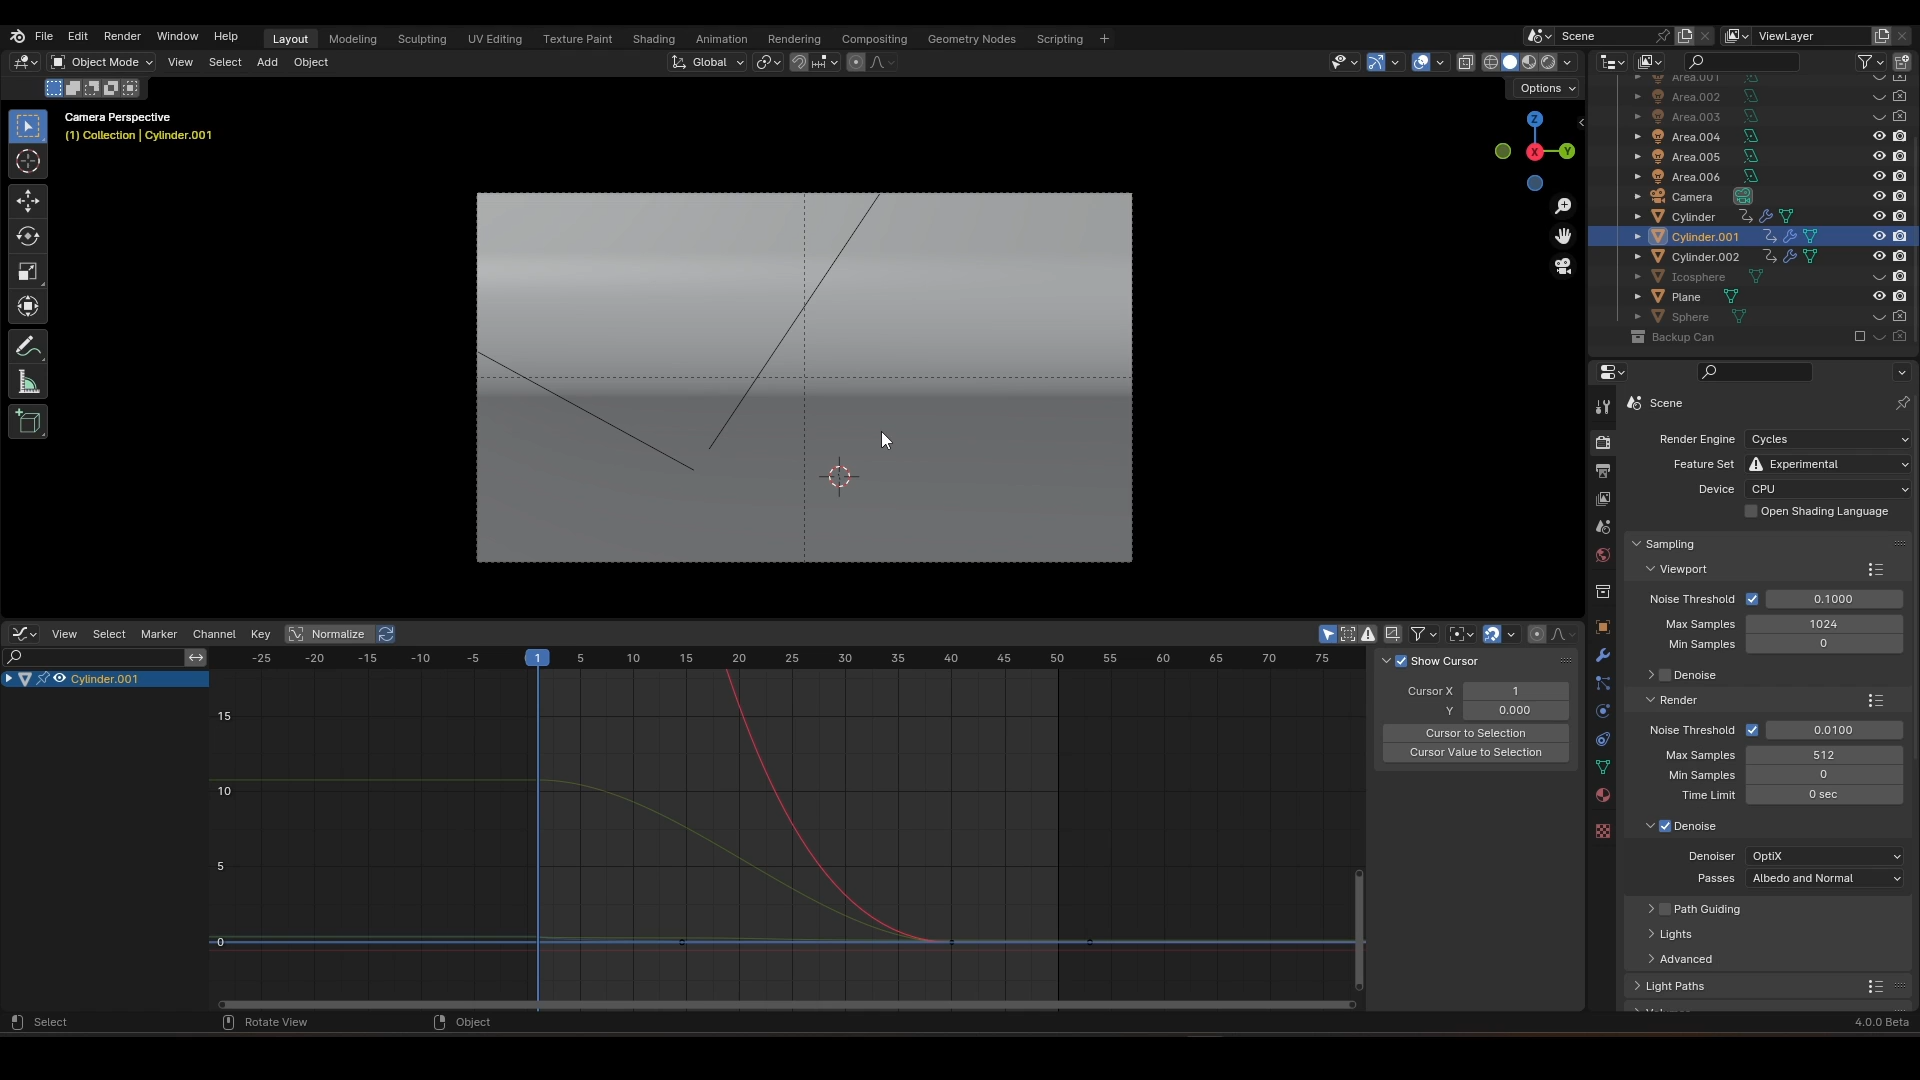 File Edit Render Window Help Layout Modeling Sculpting UV Editing Texture Paint Shading Animation Rendering Compositing Geometry Nodes Scripting + Scene ViewLayer
Object Mode View Select Add Object Global
Options
Camera Perspective
(1) Collection | Cylinder.001
Z
X
Y
Area.001
Area.002
Area.003
Area.004
Area.005
Area.006
Camera
Cylinder
Cylinder.001
Cylinder.002
Icosphere
Plane
Sphere
Backup Can
Scene
Render Engine Cycles
Feature Set Experimental
Device CPU
Open Shading Language
Sampling
Viewport
Noise Threshold 0.1000
Max Samples 1024
Min Samples 0
Denoise
Render
Noise Threshold 0.0100
Max Samples 512
Min Samples 0
Time Limit 0 sec
Denoise
Denoiser OptiX
Passes Albedo and Normal
Path Guiding
Lights
Advanced
Light Paths
View Select Marker Channel Key Normalize
-25 -20 -15 -10 -5 1 5 10 15 20 25 30 35 40 45 50 55 60 65 70 75
Cylinder.001
15
10
5
0
Show Cursor
Cursor X 1
Y 0.000
Cursor to Selection
Cursor Value to Selection
Select Rotate View Object 4.0.0 Beta